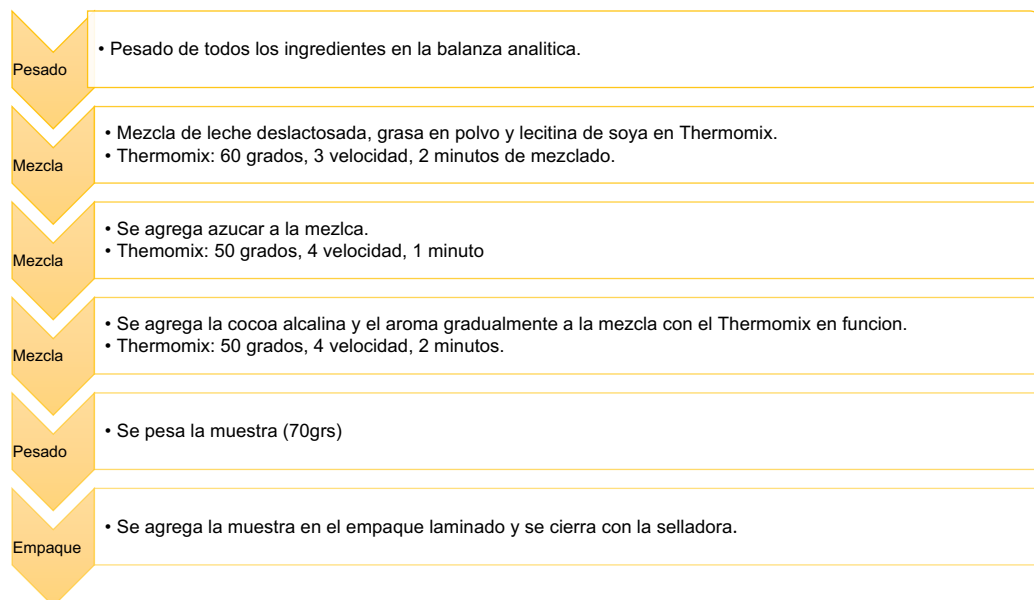 Pesado
• Pesado de todos los ingredientes en la balanza analitica.
Mezcla
• Mezcla de leche deslactosada, grasa en polvo y lecitina de soya en Thermomix.
• Thermomix: 60 grados, 3 velocidad, 2 minutos de mezclado.
Mezcla
• Se agrega azucar a la mezlca.
• Themomix: 50 grados, 4 velocidad, 1 minuto
Mezcla
• Se agrega la cocoa alcalina y el aroma gradualmente a la mezcla con el Thermomix en funcion.
• Thermomix: 50 grados, 4 velocidad, 2 minutos.
Pesado
• Se pesa la muestra (70grs)
Empaque
• Se agrega la muestra en el empaque laminado y se cierra con la selladora.